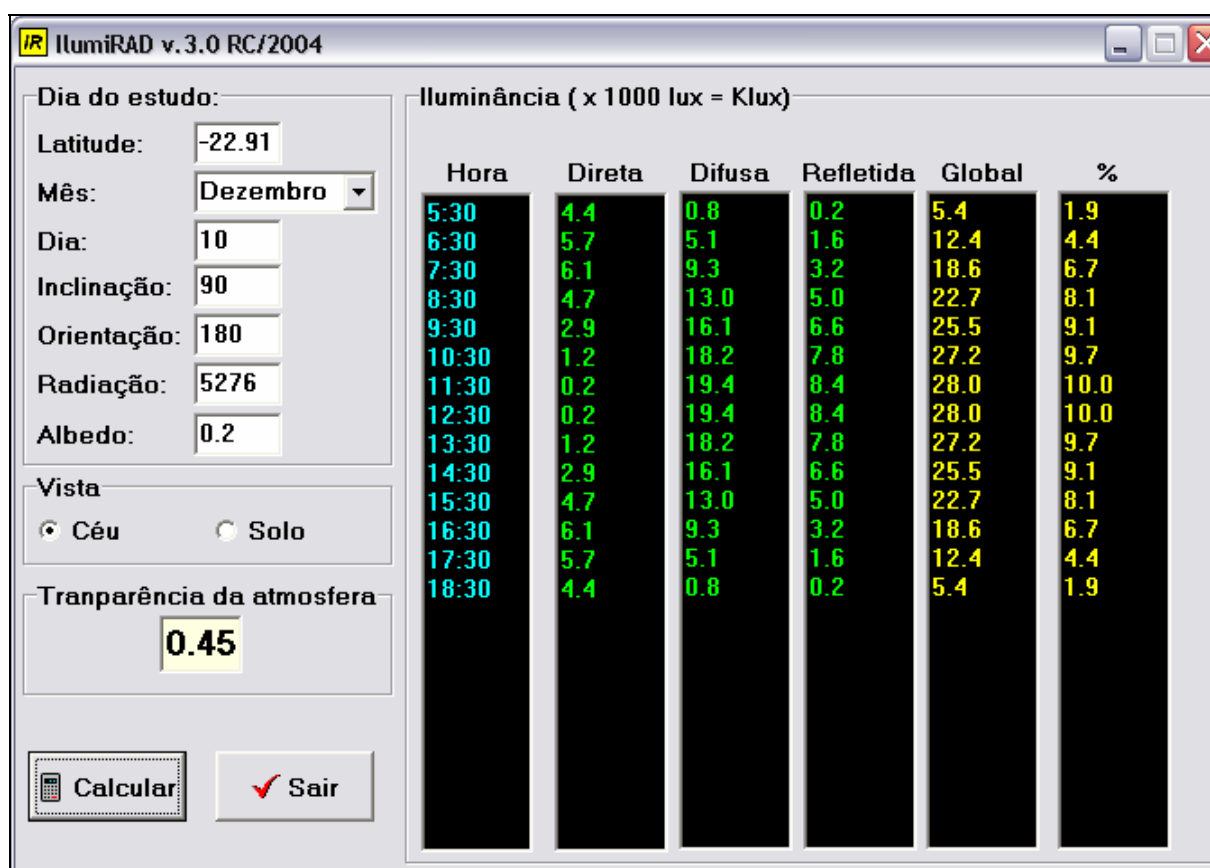 IR IlumiRAD v.3.0 RC/2004
Dia do estudo:
Latitude: -22.91
Mês: Dezembro
Dia: 10
Inclinação: 90
Orientação: 180
Radiação: 5276
Albedo: 0.2
Vista
Céu Solo
Tranparência da atmosfera
0.45
Calcular Sair
Iluminância ( x 1000 lux = Klux)
Hora Direta Difusa Refletida Global %
5:30 4.4 0.8 0.2 5.4 1.9
6:30 5.7 5.1 1.6 12.4 4.4
7:30 6.1 9.3 3.2 18.6 6.7
8:30 4.7 13.0 5.0 22.7 8.1
9:30 2.9 16.1 6.6 25.5 9.1
10:30 1.2 18.2 7.8 27.2 9.7
11:30 0.2 19.4 8.4 28.0 10.0
12:30 0.2 19.4 8.4 28.0 10.0
13:30 1.2 18.2 7.8 27.2 9.7
14:30 2.9 16.1 6.6 25.5 9.1
15:30 4.7 13.0 5.0 22.7 8.1
16:30 6.1 9.3 3.2 18.6 6.7
17:30 5.7 5.1 1.6 12.4 4.4
18:30 4.4 0.8 0.2 5.4 1.9